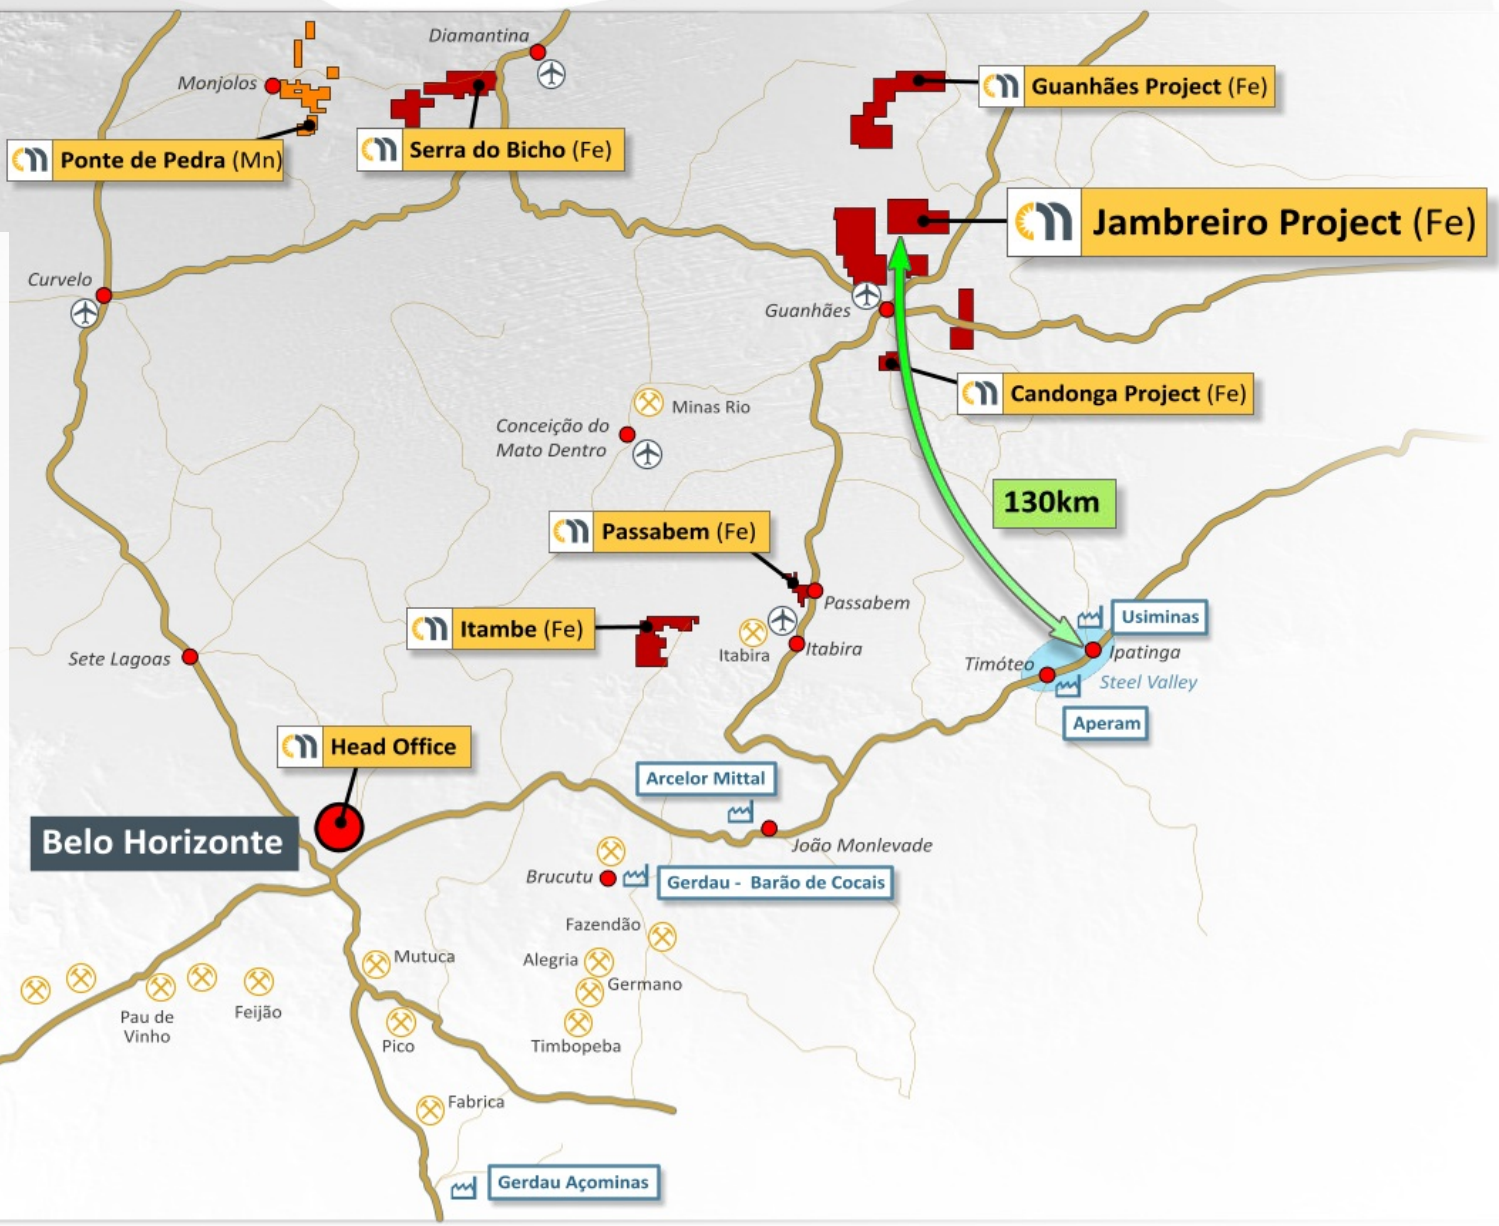 Diamantina
Monjolos
Guanhães Project (Fe)
Ponte de Pedra (Mn)
Serra do Bicho (Fe)
Jambreiro Project (Fe)
Curvelo
Guanhães
Candonga Project (Fe)
Minas Rio
Conceição do
Mato Dentro
130km
Passabem (Fe)
Passabem
Usiminas
Itambe (Fe)
Itabira
Itabira
Ipatinga
Timóteo
Steel Valley
Sete Lagoas
Aperam
Head Office
Arcelor Mittal
Belo Horizonte
João Monlevade
Brucutu
Gerdau - Barão de Cocais
Fazendão
Mutuca
Alegria
Germano
Feijão
Pau de
Vinho
Pico
Timbopeba
Fabrica
Gerdau Açominas